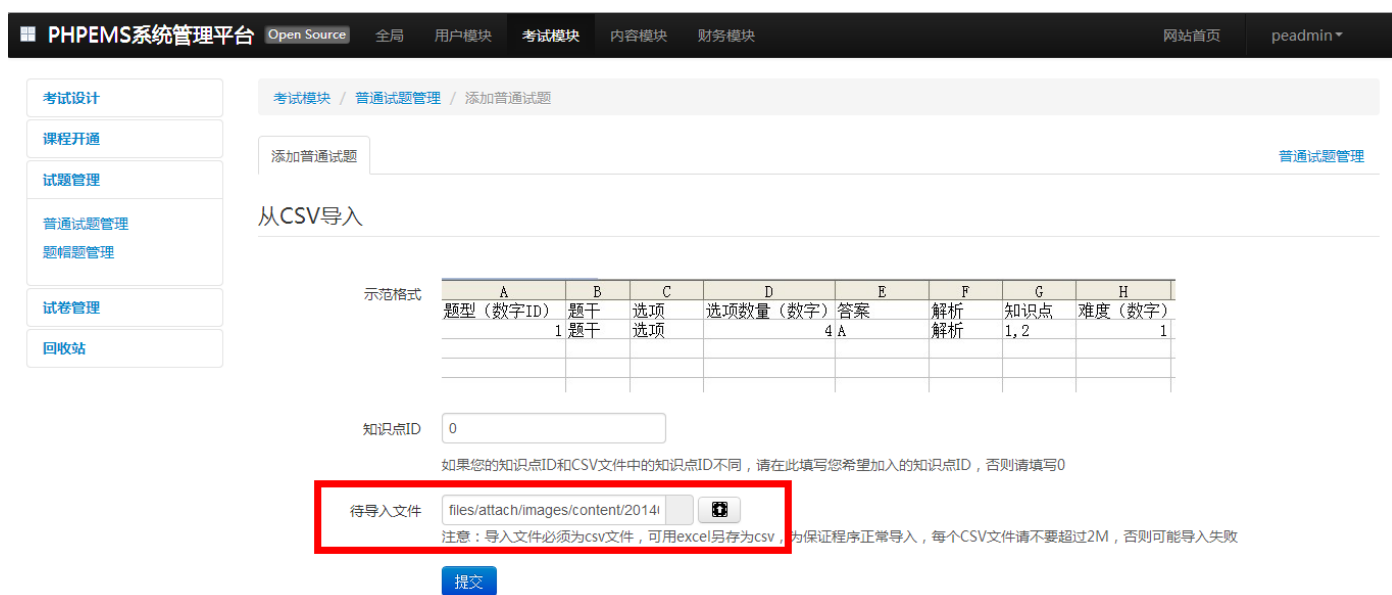 PHPEMS系统管理平台 Open Source 全局 用户模块 考试模块 内容模块 财务模块 网站首页 peadmin
考试设计
课程开通
试题管理
普通试题管理
题帽题管理
试卷管理
回收站
考试模块 / 普通试题管理 / 添加普通试题
添加普通试题 普通试题管理
从CSV导入
示范格式
A B C D E F G H
题型（数字ID） 题干 选项 选项数量（数字） 答案 解析 知识点 难度（数字）
1 题干 选项 4 A 解析 1,2 1
知识点ID 0
如果您的知识点ID和CSV文件中的知识点ID不同，请在此填写您希望加入的知识点ID，否则请填写0
待导入文件 files/attach/images/content/2014
注意：导入文件必须为csv文件，可用excel另存为csv，为保证程序正常导入，每个CSV文件请不要超过2M，否则可能导入失败
提交